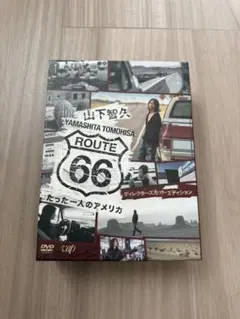 山下智久
YAMASHITA TOMOHISA
ROUTE
66
たった一人のアメリカ
ディレクターズカット・エディション
DVD
vap